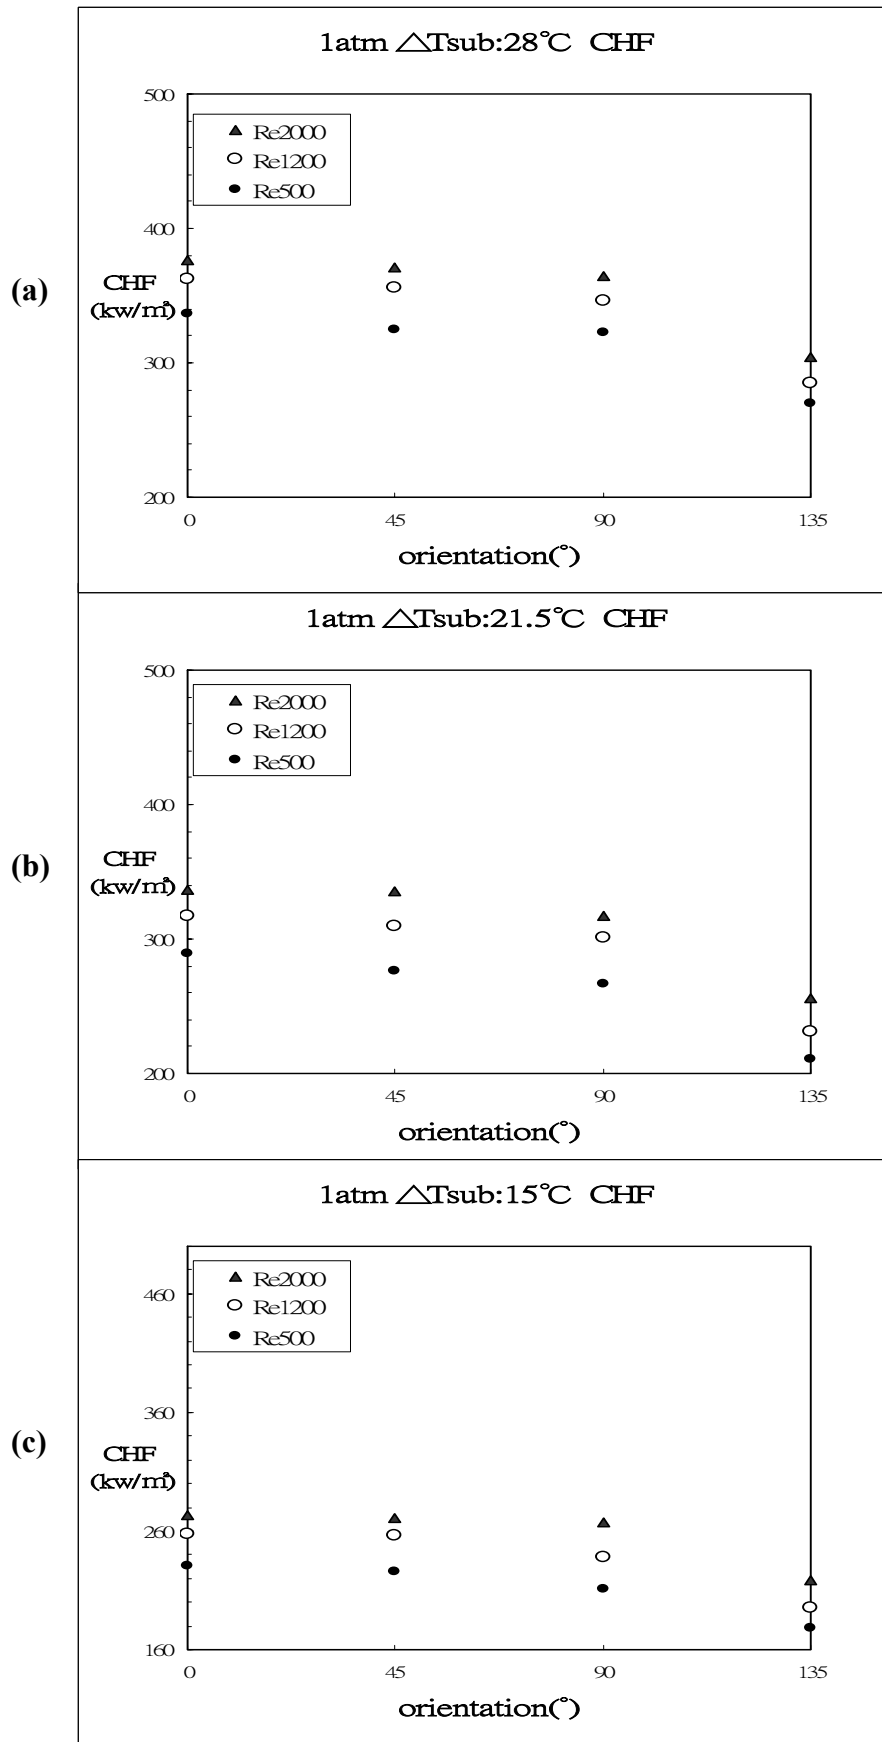 1atm △Tsub:28℃ CHF
500
Re2000
Re1200
Re500
400
(a)
CHF
(kw/m²)
300
200
0 45 90 135
orientation(°)
1atm △Tsub:21.5℃ CHF
500
Re2000
Re1200
Re500
400
(b)
CHF
(kw/m²)
300
200
0 45 90 135
orientation(°)
1atm △Tsub:15℃ CHF
Re2000
460
Re1200
Re500
360
(c)
CHF
(kw/m²)
260
160
0 45 90 135
orientation(°)